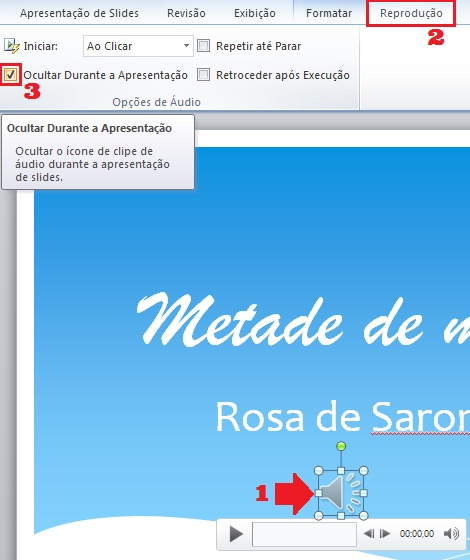 Apresentação de Slides Revisão Exibição Formatar Reprodução
2
Iniciar: Ao Clicar Repetir até Parar
Ocultar Durante a Apresentação Retroceder após Execução
3
Opções de Áudio
Ocultar Durante a Apresentação
Ocultar o ícone de clipe de
áudio durante a apresentação
de slides.
Metade de m
Rosa de Saron
1
00:00,00